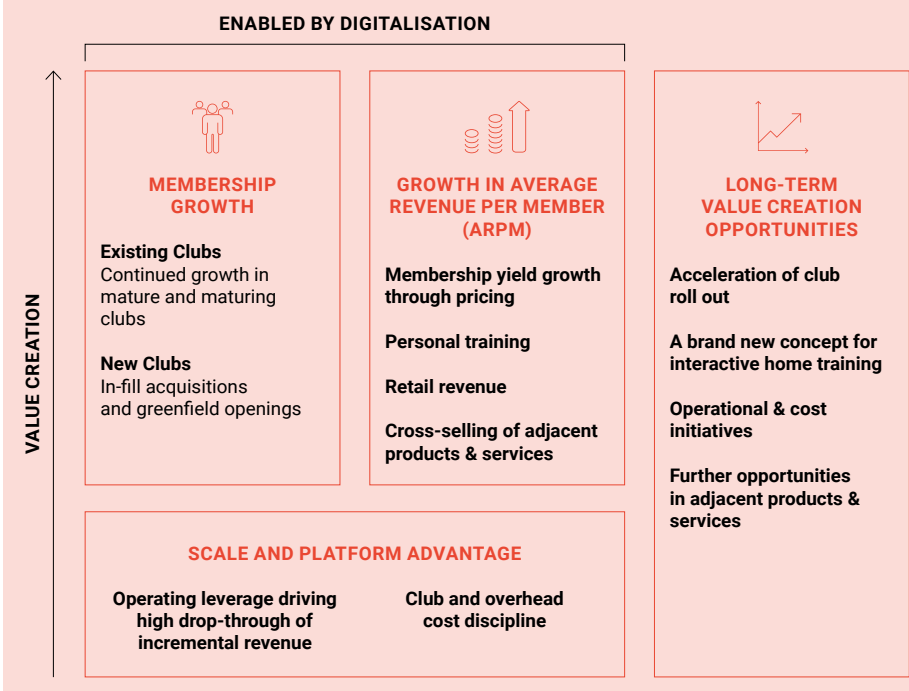 ENABLED BY DIGITALISATION
VALUE CREATION
MEMBERSHIP
GROWTH
Existing Clubs
Continued growth in
mature and maturing
clubs
New Clubs
In-fill acquisitions
and greenfield openings
GROWTH IN AVERAGE
REVENUE PER MEMBER
(ARPM)
Membership yield growth
through pricing
Personal training
Retail revenue
Cross-selling of adjacent
products & services
LONG-TERM
VALUE CREATION
OPPORTUNITIES
Acceleration of club
roll out
A brand new concept for
interactive home training
Operational & cost
initiatives
Further opportunities
in adjacent products &
services
SCALE AND PLATFORM ADVANTAGE
Operating leverage driving
high drop-through of
incremental revenue
Club and overhead
cost discipline